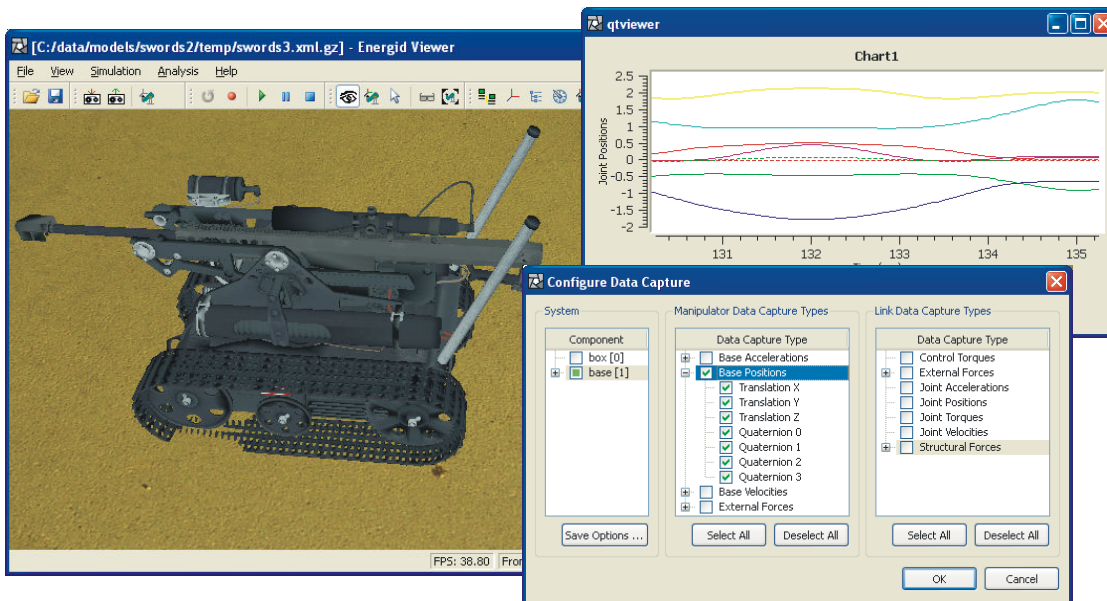 [C:/data/models/swords2/temp/swords3.xml.gz] - Energid Viewer
File View Simulation Analysis Help
FPS: 38.80
qtviewer
Chart1
Joint Positions
2.5
2
1.5
1
0.5
0
-0.5
-1
-1.5
-2
131 132 133 134 135
Configure Data Capture
System
Component
box [0]
base [1]
Save Options ...
Manipulator Data Capture Types
Data Capture Type
Base Accelerations
Base Positions
Translation X
Translation Y
Translation Z
Quaternion 0
Quaternion 1
Quaternion 2
Quaternion 3
Base Velocities
External Forces
Select All Deselect All
Link Data Capture Types
Data Capture Type
Control Torques
External Forces
Joint Accelerations
Joint Positions
Joint Torques
Joint Velocities
Structural Forces
Select All Deselect All
OK Cancel